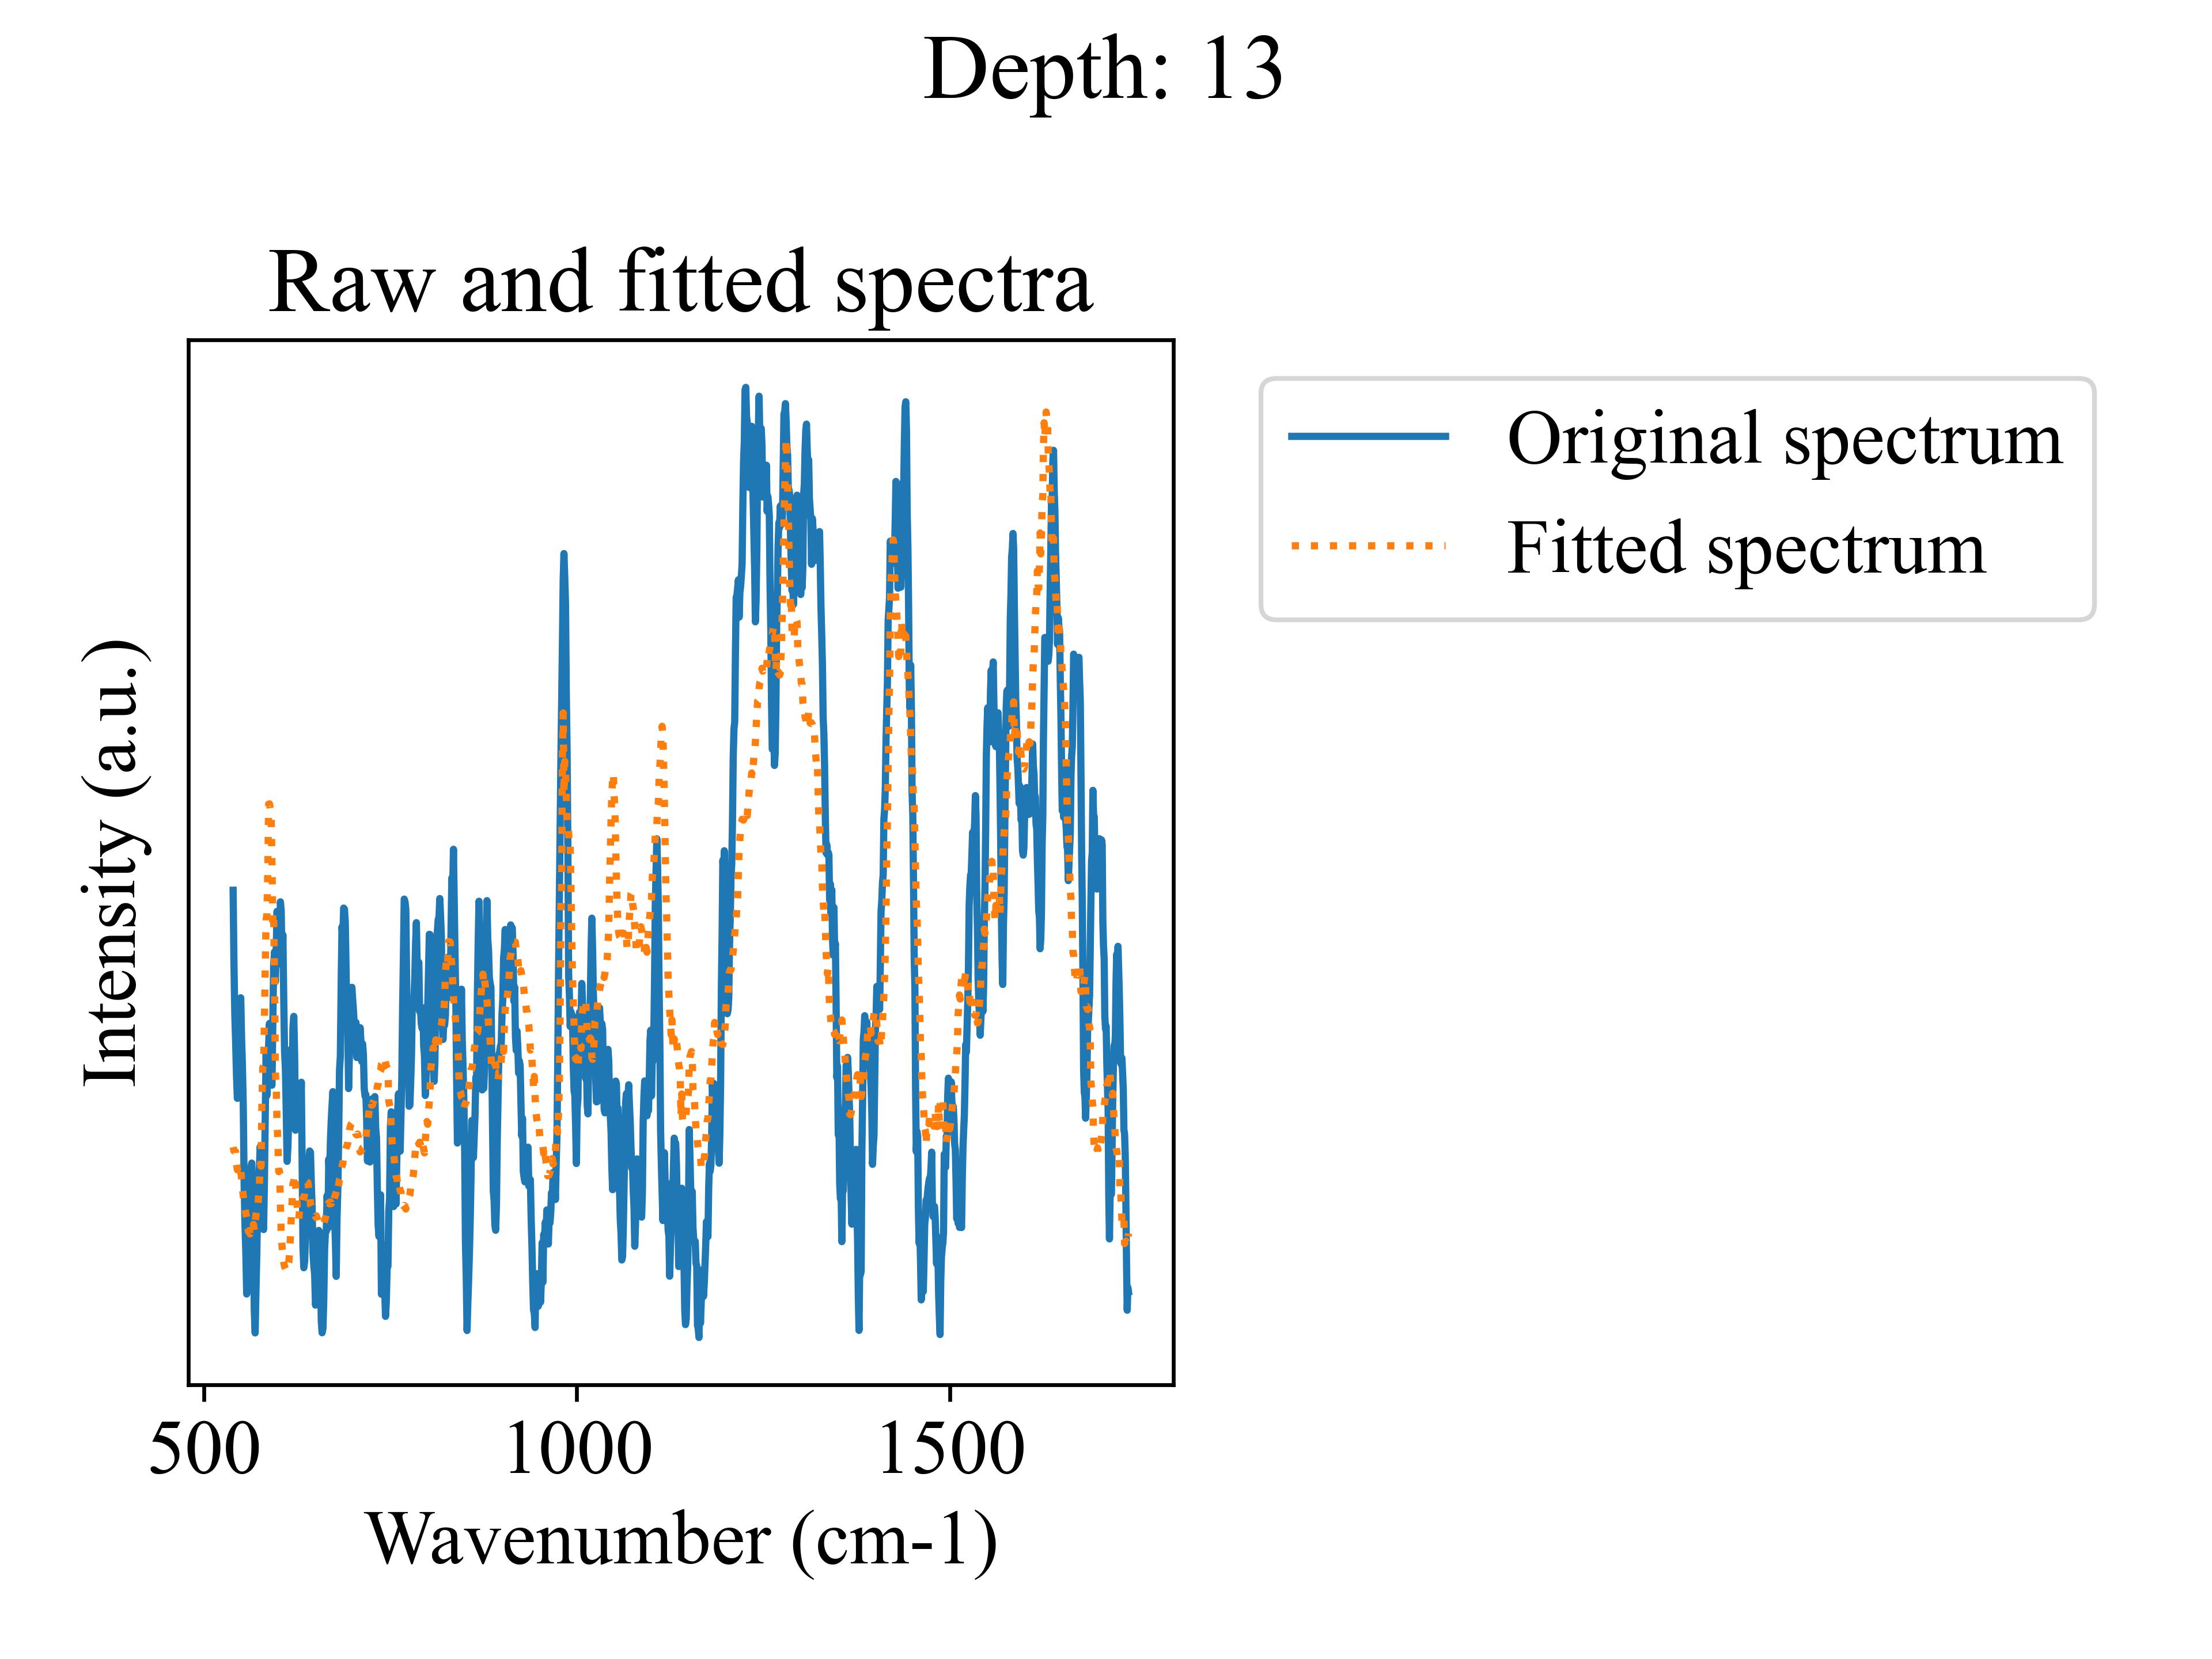 Depth: 13
Raw and fitted spectra
Original spectrum
Fitted spectrum
Intensity (a.u.)
500 1000 1500
Wavenumber (cm-1)